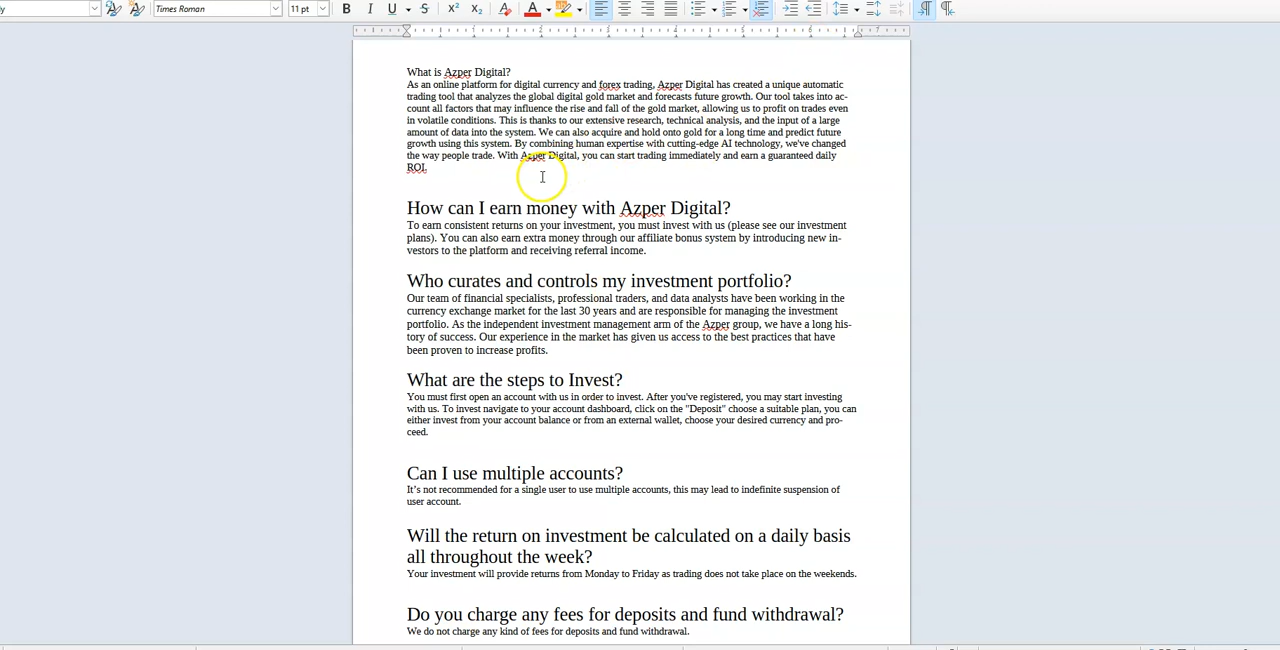 Times Roman 11 pt B I U S X² X₂ A A
1 2 3 4 5 6 7
What is Azper Digital?
As an online platform for digital currency and forex trading, Azper Digital has created a unique automatic
trading tool that analyzes the global digital gold market and forecasts future growth. Our tool takes into ac-
count all factors that may influence the rise and fall of the gold market, allowing us to profit on trades even
in volatile conditions. This is thanks to our extensive research, technical analysis, and the input of a large
amount of data into the system. We can also acquire and hold onto gold for a long time and predict future
growth using this system. By combining human expertise with cutting-edge AI technology, we've changed
the way people trade. With Azper Digital, you can start trading immediately and earn a guaranteed daily
ROI.
How can I earn money with Azper Digital?
To earn consistent returns on your investment, you must invest with us (please see our investment
plans). You can also earn extra money through our affiliate bonus system by introducing new in-
vestors to the platform and receiving referral income.
Who curates and controls my investment portfolio?
Our team of financial specialists, professional traders, and data analysts have been working in the
currency exchange market for the last 30 years and are responsible for managing the investment
portfolio. As the independent investment management arm of the Azper group, we have a long his-
tory of success. Our experience in the market has given us access to the best practices that have
been proven to increase profits.
What are the steps to Invest?
You must first open an account with us in order to invest. After you've registered, you may start investing
with us. To invest navigate to your account dashboard, click on the "Deposit" choose a suitable plan, you can
either invest from your account balance or from an external wallet, choose your desired currency and pro-
ceed.
Can I use multiple accounts?
It's not recommended for a single user to use multiple accounts, this may lead to indefinite suspension of
user account.
Will the return on investment be calculated on a daily basis
all throughout the week?
Your investment will provide returns from Monday to Friday as trading does not take place on the weekends.
Do you charge any fees for deposits and fund withdrawal?
We do not charge any kind of fees for deposits and fund withdrawal.